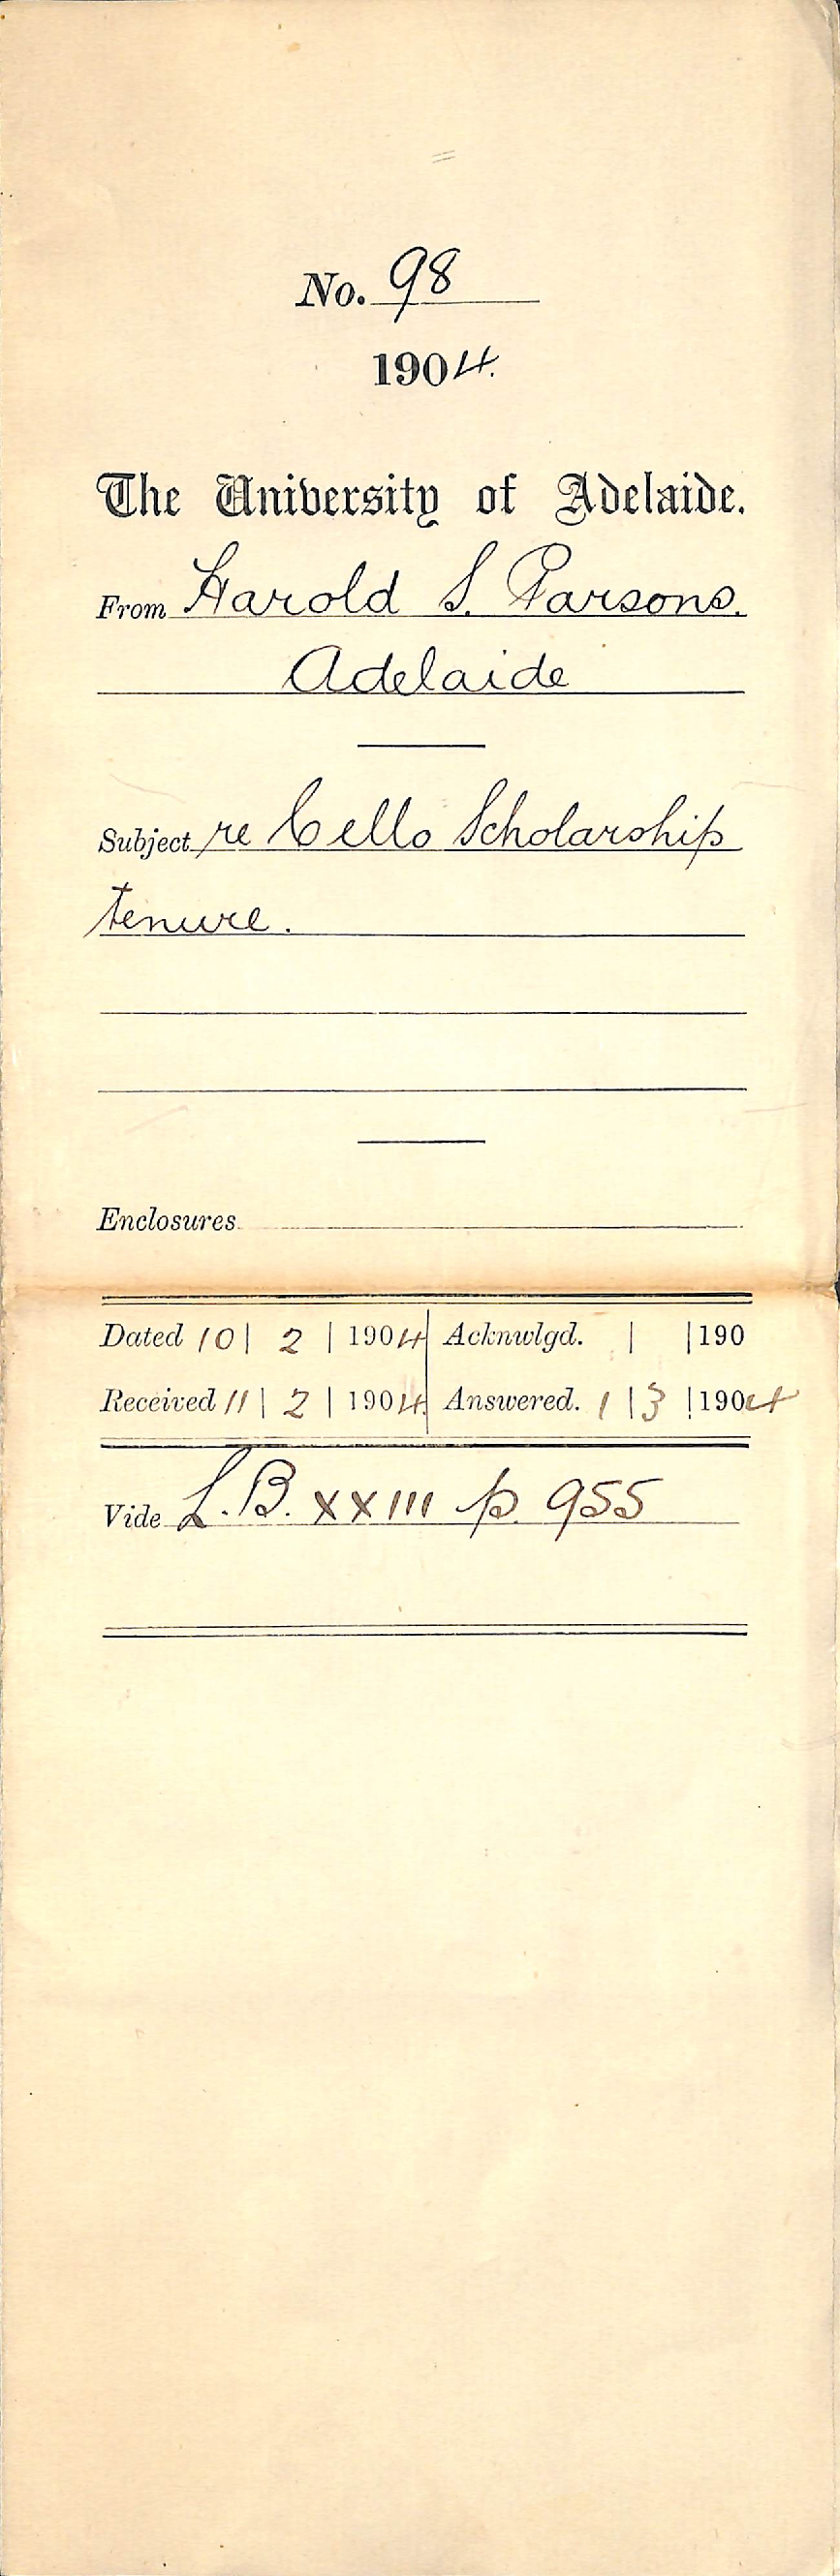 No. 98
1904.
The University of Adelaide.
From Harold S. Parsons.
Adelaide
Subject re Cello Scholarship
tenure.
Enclosures
Dated 10 | 2 | 1904 Acknwlgd. | | 190
Received 11 | 2 | 1904. Answered. 1 | 3 | 1904
Vide L.B. xxiii p. 955